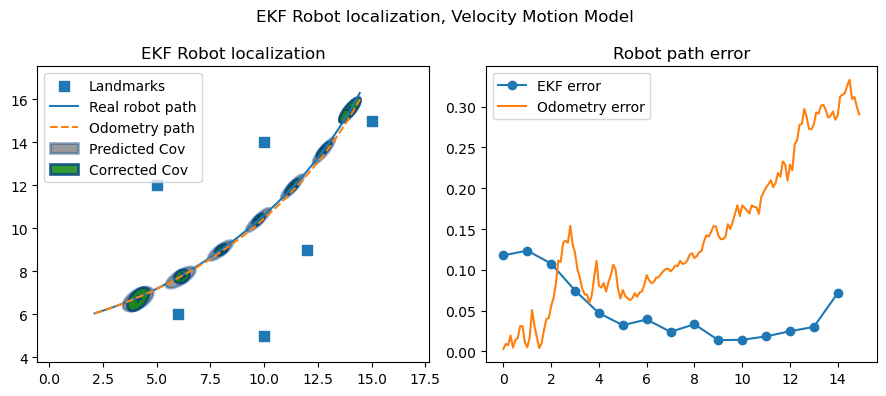 EKF Robot localization, Velocity Motion Model
EKF Robot localization
Landmarks
Real robot path
Odometry path
Predicted Cov
Corrected Cov
16
14
12
10
8
6
4
0.0 2.5 5.0 7.5 10.0 12.5 15.0 17.5
Robot path error
EKF error
Odometry error
0.30
0.25
0.20
0.15
0.10
0.05
0.00
0 2 4 6 8 10 12 14